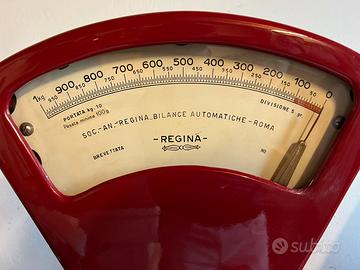 1kg 900 800 700 600 500 400 300 200 100 0
950 850 750 650 550 450 350 250 150 50
PORTATA kg. 10
Pesata minima 100g
DIVISIONE 5 gr.
SOC.-AN.-REGINA BILANCE AUTOMATICHE-ROMA
-REGINA-
BREVETTATA
NO
subito